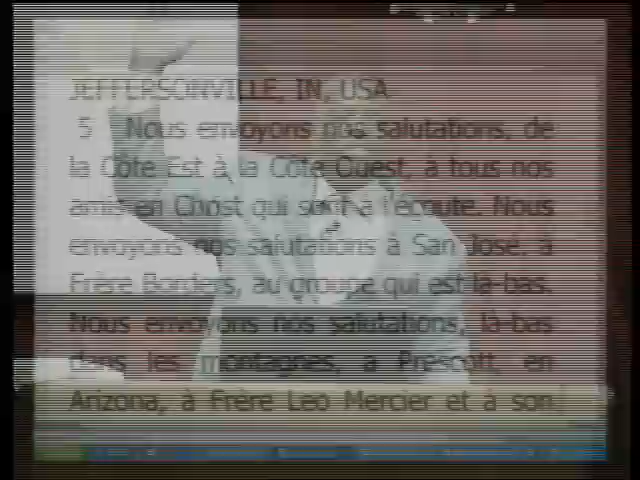 JEFFERSONVILLE, IN, USA
5 Nous envoyons nos salutations, de
la Côte Est à la Côte Ouest, à tous nos
amis en Christ qui sont à l'écoute. Nous
envoyons nos salutations à San José, à
Frère Borders, au groupe qui est là-bas.
Nous envoyons nos salutations, là-bas
dans les montagnes, a Prescott, en
Arizona, à Frère Leo Mercier et à son